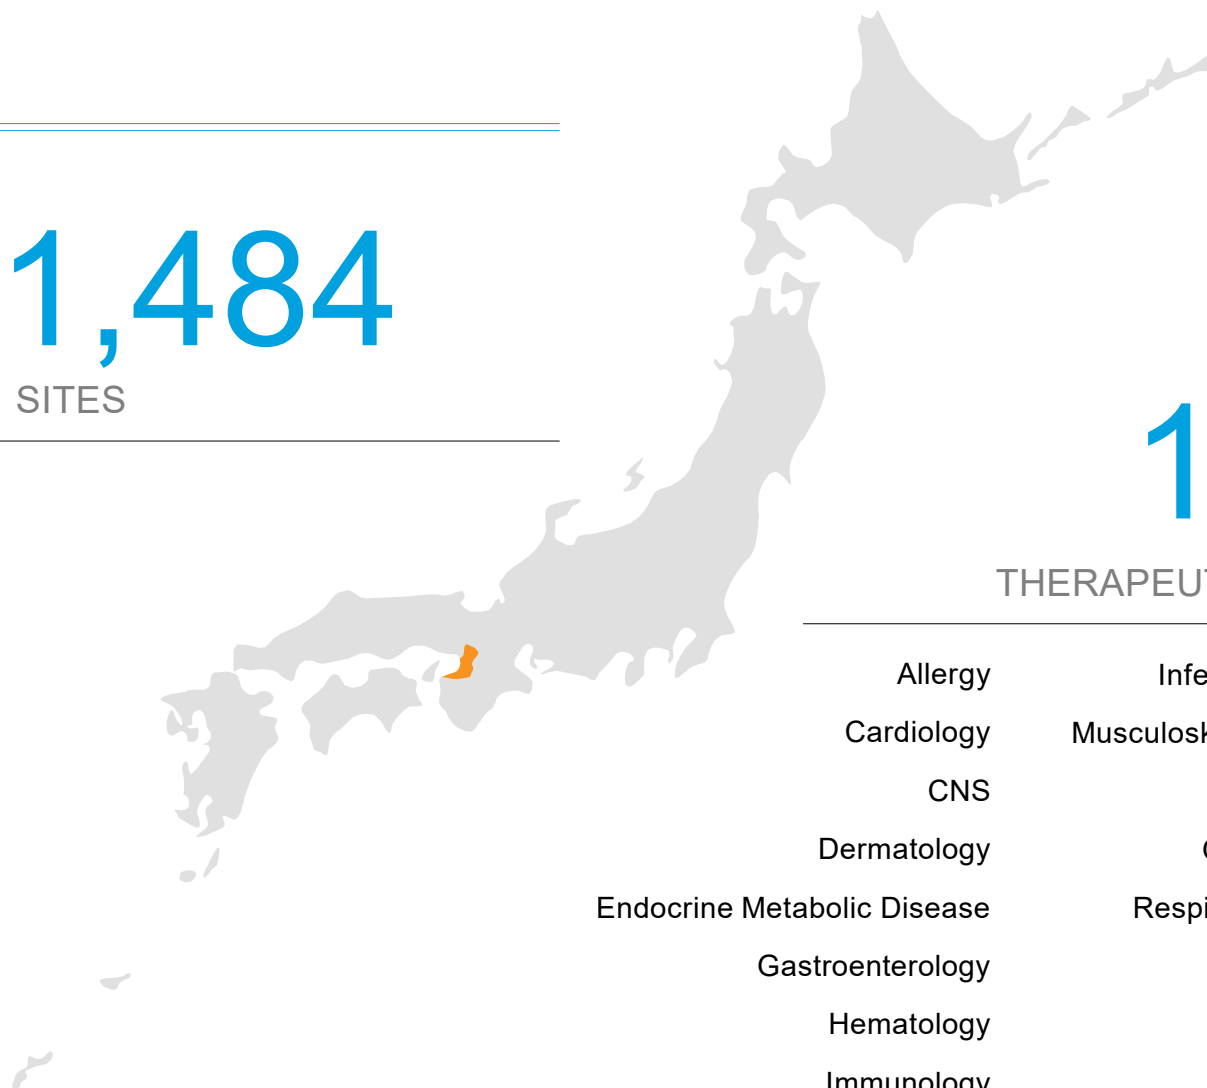 1,484
SITES
1
THERAPEU
Allergy
Cardiology
CNS
Dermatology
Endocrine Metabolic Disease
Gastroenterology
Hematology
Immunology
Infe
Musculosk
Respi